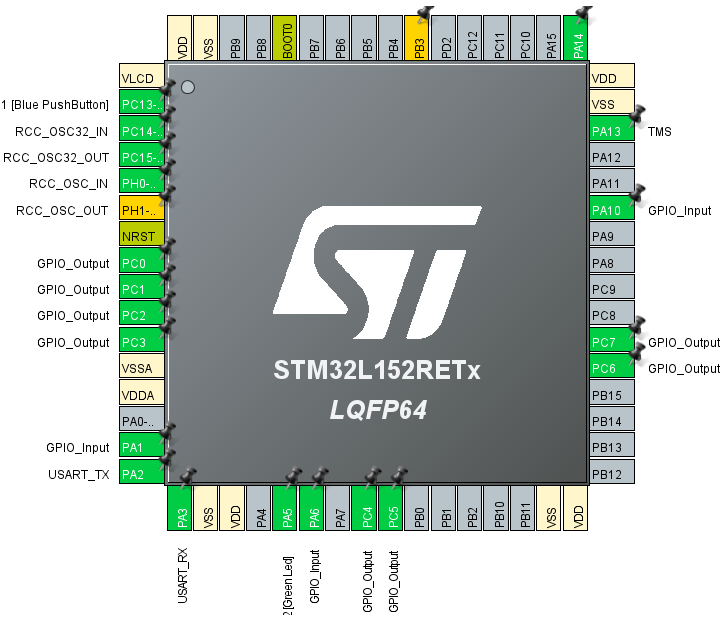 VDD
VSS
PB9
PB8
BOOT0
PB7
PB6
PB5
PB4
PB3
PD2
PC12
PC11
PC10
PA15
PA14
VLCD
1 [Blue PushButton] PC13-..
RCC_OSC32_IN PC14-..
RCC_OSC32_OUT PC15-..
RCC_OSC_IN PH0-..
RCC_OSC_OUT PH1-..
NRST
GPIO_Output PC0
GPIO_Output PC1
GPIO_Output PC2
GPIO_Output PC3
VSSA
VDDA
PA0-..
GPIO_Input PA1
USART_TX PA2
STM32L152RETx
LQFP64
VDD
VSS
PA13 TMS
PA12
PA11
PA10 GPIO_Input
PA9
PA8
PC9
PC8
PC7 GPIO_Output
PC6 GPIO_Output
PB15
PB14
PB13
PB12
PA3
VSS
VDD
PA4
PA5
PA6
PA7
PC4
PC5
PB0
PB1
PB2
PB10
PB11
VSS
VDD
USART_RX
2 [Green Led]
GPIO_Input
GPIO_Output
GPIO_Output